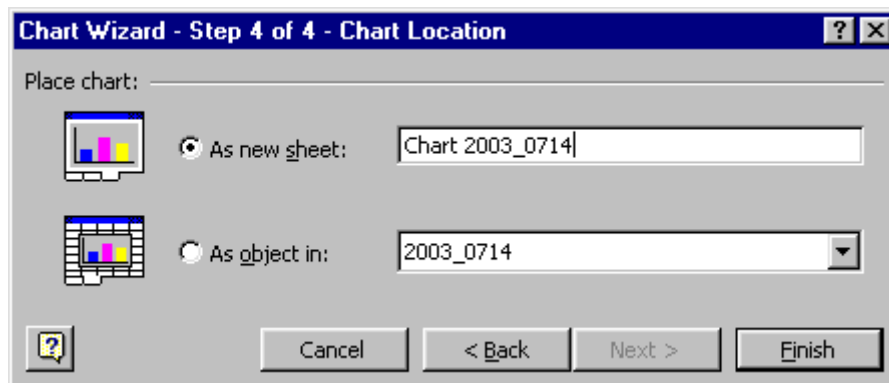 Chart Wizard - Step 4 of 4 - Chart Location
Place chart:
As new sheet: Chart 2003_0714
As object in: 2003_0714
Cancel < Back Next > Finish